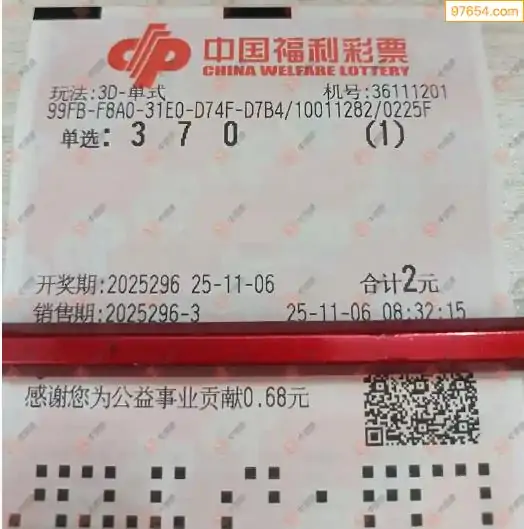 97654.com
中国福利彩票
CHINA WELFARE LOTTERY
玩法:3D-单式 机号:36111201
99FB-F8A0-31E0-D74F-D7B4/10011282/0225F
单选: 3 7 0 (1)
开奖期:2025296 25-11-06 合计2元
销售期:2025296-3 25-11-06 08:32:15
感谢您为公益事业贡献0.68元